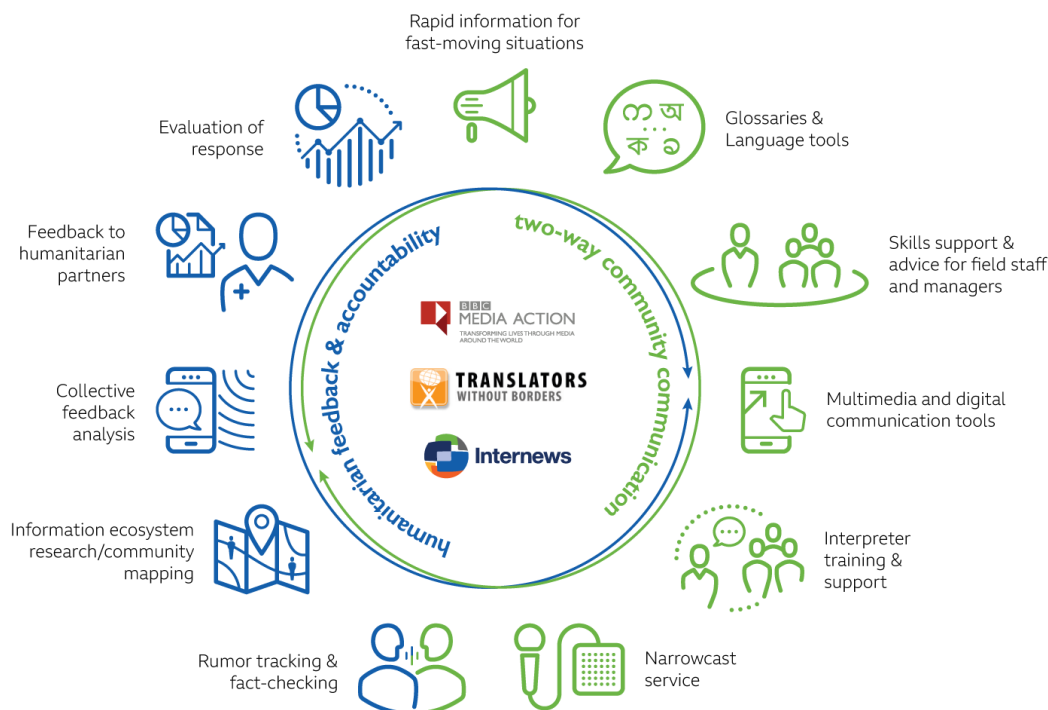 Rapid information for
fast-moving situations
Glossaries &
Language tools
Skills support &
advice for field staff
and managers
Multimedia and digital
communication tools
Interpreter
training &
support
Narrowcast
service
Rumor tracking &
fact-checking
Information ecosystem
research/community
mapping
Collective
feedback
analysis
Feedback to
humanitarian
partners
Evaluation of
response
က অ
...
ক ခ
two-way community communication
humanitarian feedback & accountability
BBC
MEDIA ACTION
TRANSFORMING LIVES THROUGH MEDIA
AROUND THE WORLD
TRANSLATORS
WITHOUT BORDERS
Internews